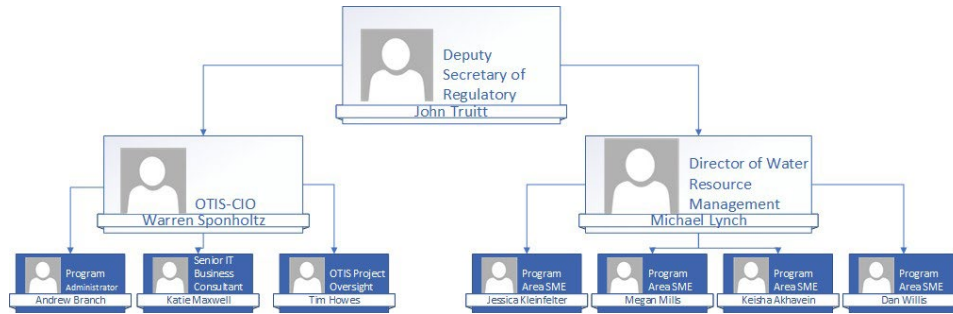 Deputy
Secretary of
Regulatory
John Truitt
OTIS-CIO
Warren Sponholtz
Director of Water
Resource
Management
Michael Lynch
Program
Administrator
Andrew Branch
Senior IT
Business
Consultant
Katie Maxwell
OTIS Project
Oversight
Tim Howes
Program
Area SME
Jessica Kleinfelter
Program
Area SME
Megan Mills
Program
Area SME
Keisha Akhavein
Program
Area SME
Dan Willis